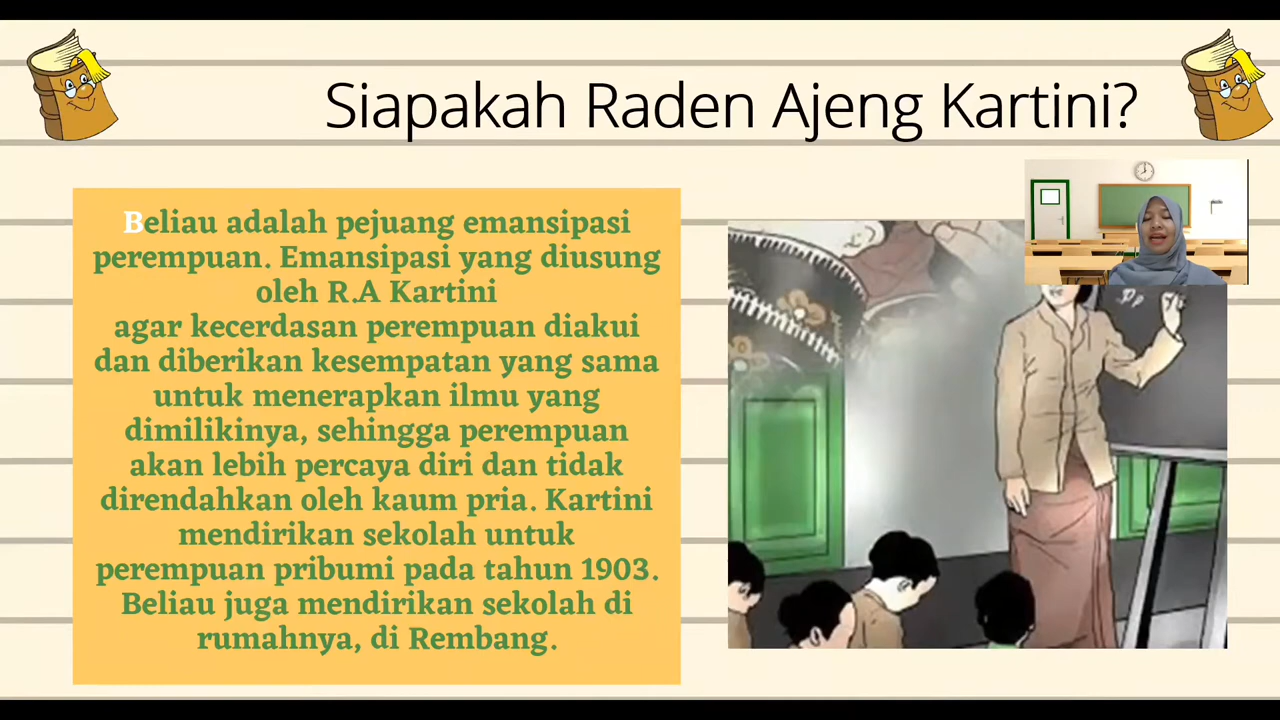 Siapakah Raden Ajeng Kartini?
Beliau adalah pejuang emansipasi
perempuan. Emansipasi yang diusung
oleh R.A Kartini
agar kecerdasan perempuan diakui
dan diberikan kesempatan yang sama
untuk menerapkan ilmu yang
dimilikinya, sehingga perempuan
akan lebih percaya diri dan tidak
direndahkan oleh kaum pria. Kartini
mendirikan sekolah untuk
perempuan pribumi pada tahun 1903.
Beliau juga mendirikan sekolah di
rumahnya, di Rembang.